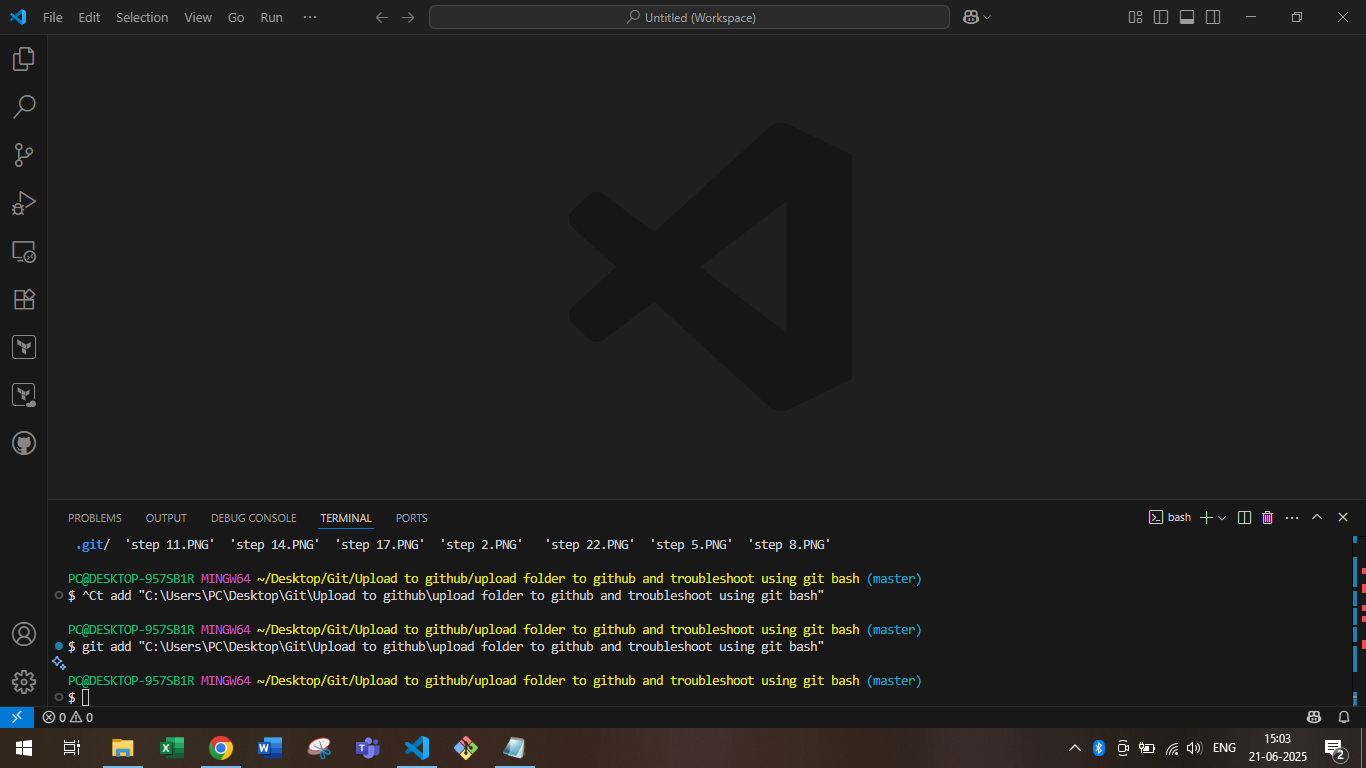 File Edit Selection View Go Run ···
Untitled (Workspace)
PROBLEMS OUTPUT DEBUG CONSOLE TERMINAL PORTS
bash
.git/ 'step 11.PNG' 'step 14.PNG' 'step 17.PNG' 'step 2.PNG' 'step 22.PNG' 'step 5.PNG' 'step 8.PNG'
PC@DESKTOP-957SB1R MINGW64 ~/Desktop/Git/Upload to github/upload folder to github and troubleshoot using git bash (master)
$ ^Ct add "C:\Users\PC\Desktop\Git\Upload to github\upload folder to github and troubleshoot using git bash"
PC@DESKTOP-957SB1R MINGW64 ~/Desktop/Git/Upload to github/upload folder to github and troubleshoot using git bash (master)
$ git add "C:\Users\PC\Desktop\Git\Upload to github\upload folder to github and troubleshoot using git bash"
PC@DESKTOP-957SB1R MINGW64 ~/Desktop/Git/Upload to github/upload folder to github and troubleshoot using git bash (master)
$
0 0
ENG
15:03
21-06-2025
2